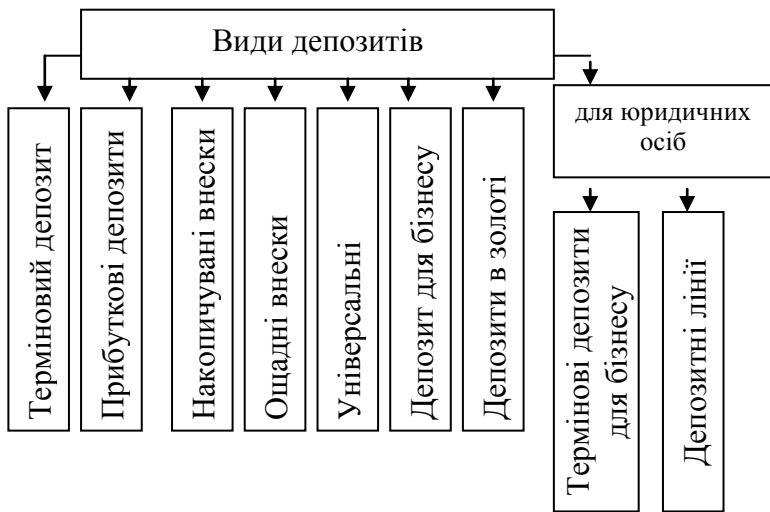 Види депозитів
для юридичних
осіб
Терміновий депозит
Прибуткові депозити
Накопичувані внески
Ощадні внески
Універсальні
Депозит для бізнесу
Депозити в золоті
Термінові депозити
для бізнесу
Депозитні лінії